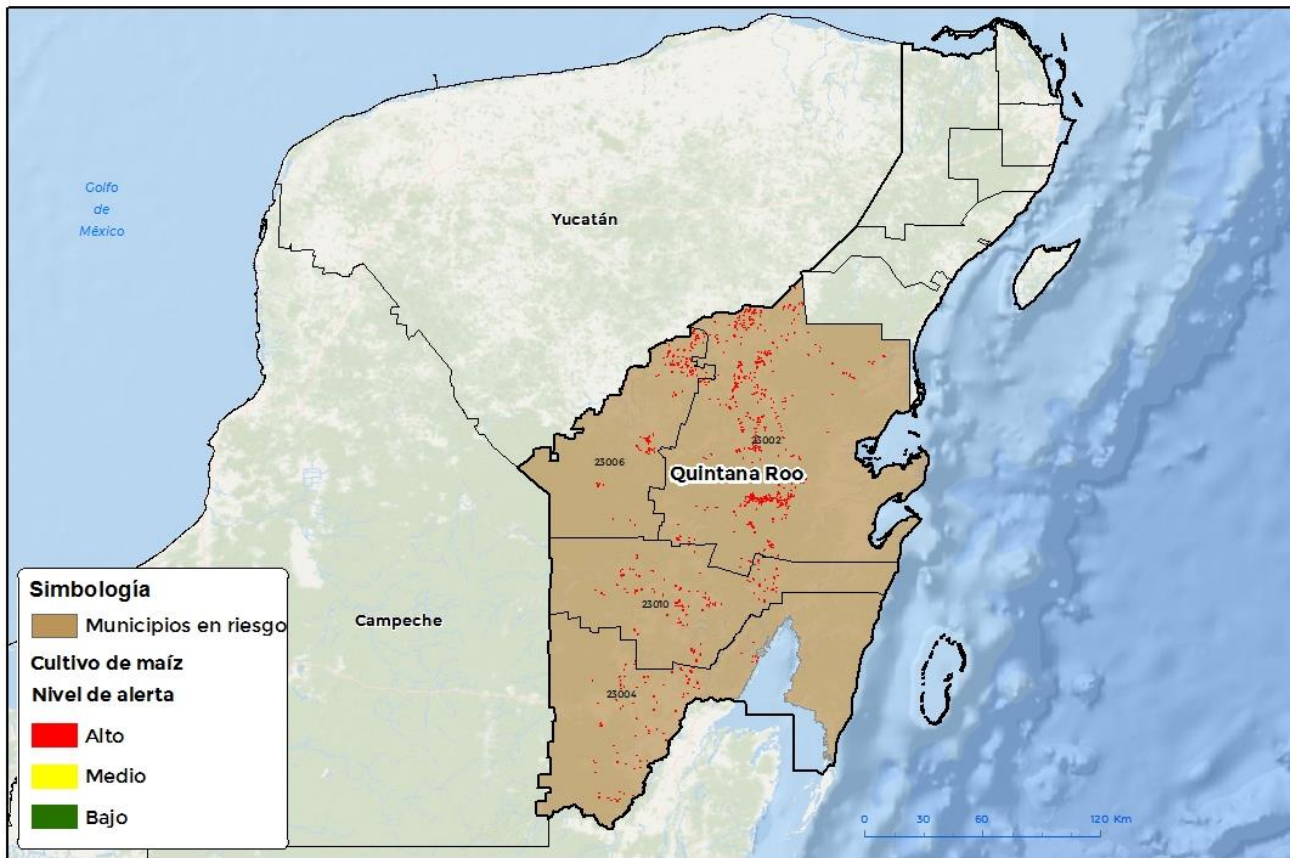 Golfo
de
México
Yucatán
23002
23006
Quintana Roo
23010
Campeche
23004
Simbología
Municipios en riesgo
Cultivo de maíz
Nivel de alerta
Alto
Medio
Bajo
0 30 60 120 Km